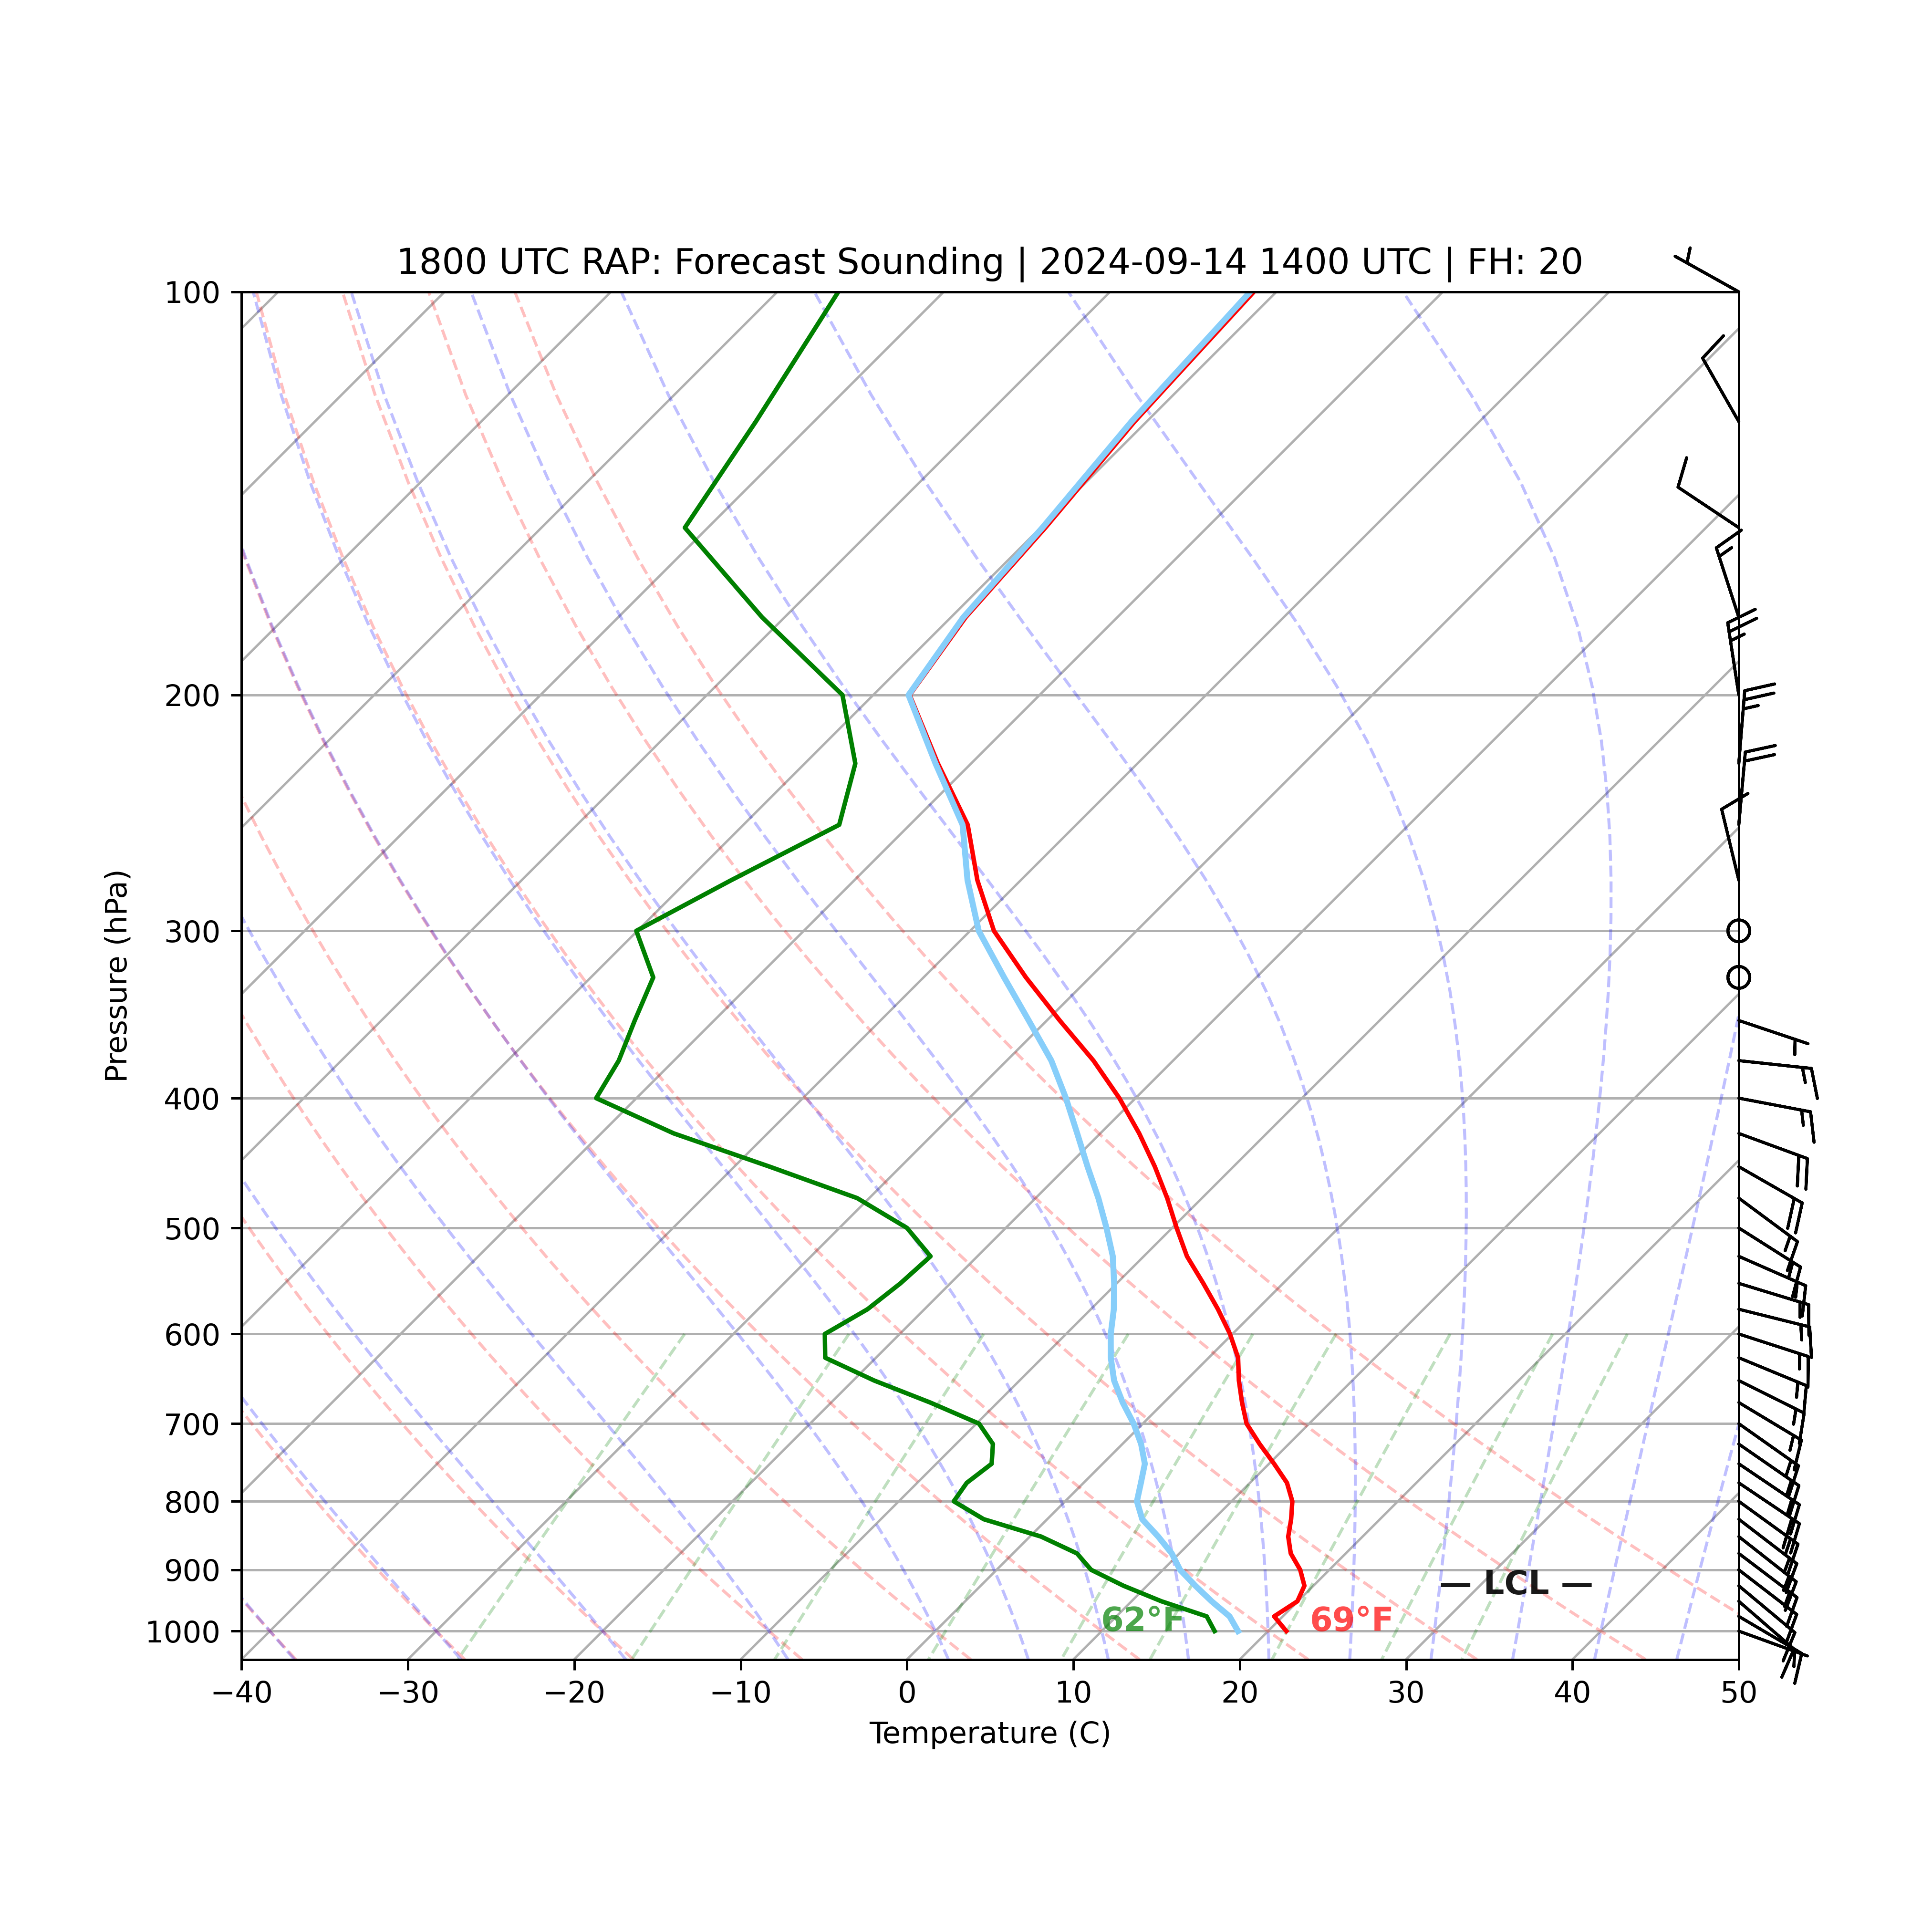 1800 UTC RAP: Forecast Sounding | 2024-09-14 1400 UTC | FH: 20
100
200
300
400
500
600
700
800
900
1000
Pressure (hPa)
— LCL —
62°F
69°F
−40 −30 −20 −10 0 10 20 30 40 50
Temperature (C)